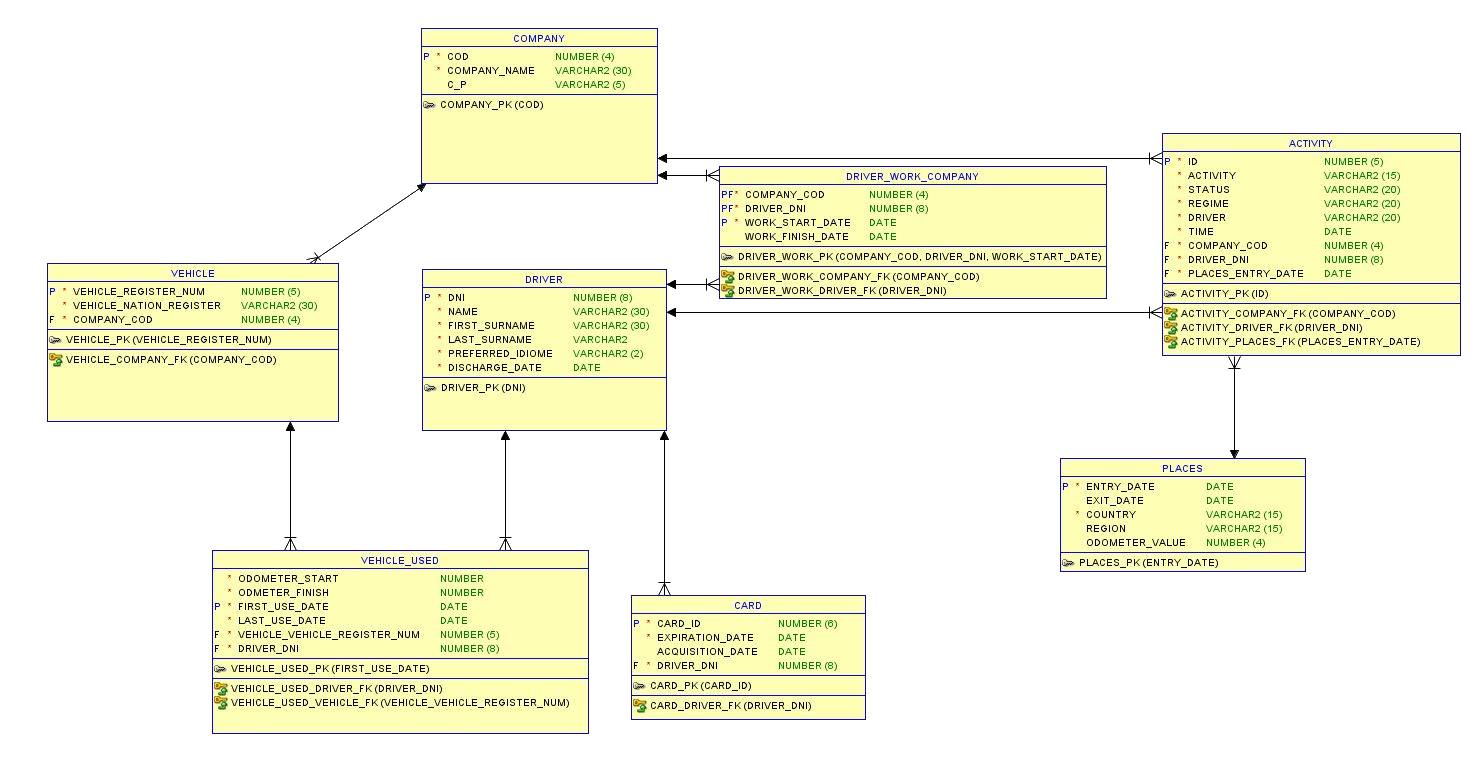 COMPANY
P * COD NUMBER (4)
* COMPANY_NAME VARCHAR2 (30)
C_P VARCHAR2 (5)
COMPANY_PK (COD)
ACTIVITY
P * ID NUMBER (5)
* ACTIVITY VARCHAR2 (15)
* STATUS VARCHAR2 (20)
* REGIME VARCHAR2 (20)
* DRIVER VARCHAR2 (20)
* TIME DATE
F * COMPANY_COD NUMBER (4)
F * DRIVER_DNI NUMBER (8)
F * PLACES_ENTRY_DATE DATE
ACTIVITY_PK (ID)
ACTIVITY_COMPANY_FK (COMPANY_COD)
ACTIVITY_DRIVER_FK (DRIVER_DNI)
ACTIVITY_PLACES_FK (PLACES_ENTRY_DATE)
DRIVER_WORK_COMPANY
PF* COMPANY_COD NUMBER (4)
PF* DRIVER_DNI NUMBER (8)
P * WORK_START_DATE DATE
WORK_FINISH_DATE DATE
DRIVER_WORK_PK (COMPANY_COD, DRIVER_DNI, WORK_START_DATE)
DRIVER_WORK_COMPANY_FK (COMPANY_COD)
DRIVER_WORK_DRIVER_FK (DRIVER_DNI)
VEHICLE
P * VEHICLE_REGISTER_NUM NUMBER (5)
* VEHICLE_NATION_REGISTER VARCHAR2 (30)
F * COMPANY_COD NUMBER (4)
VEHICLE_PK (VEHICLE_REGISTER_NUM)
VEHICLE_COMPANY_FK (COMPANY_COD)
DRIVER
P * DNI NUMBER (8)
* NAME VARCHAR2 (30)
* FIRST_SURNAME VARCHAR2 (30)
* LAST_SURNAME VARCHAR2
* PREFERRED_IDIOME VARCHAR2 (2)
* DISCHARGE_DATE DATE
DRIVER_PK (DNI)
PLACES
P * ENTRY_DATE DATE
EXIT_DATE DATE
* COUNTRY VARCHAR2 (15)
REGION VARCHAR2 (15)
ODOMETER_VALUE NUMBER (4)
PLACES_PK (ENTRY_DATE)
VEHICLE_USED
* ODOMETER_START NUMBER
* ODMETER_FINISH NUMBER
P * FIRST_USE_DATE DATE
* LAST_USE_DATE DATE
F * VEHICLE_VEHICLE_REGISTER_NUM NUMBER (5)
F * DRIVER_DNI NUMBER (8)
VEHICLE_USED_PK (FIRST_USE_DATE)
VEHICLE_USED_DRIVER_FK (DRIVER_DNI)
VEHICLE_USED_VEHICLE_FK (VEHICLE_VEHICLE_REGISTER_NUM)
CARD
P * CARD_ID NUMBER (6)
* EXPIRATION_DATE DATE
ACQUISITION_DATE DATE
F * DRIVER_DNI NUMBER (8)
CARD_PK (CARD_ID)
CARD_DRIVER_FK (DRIVER_DNI)